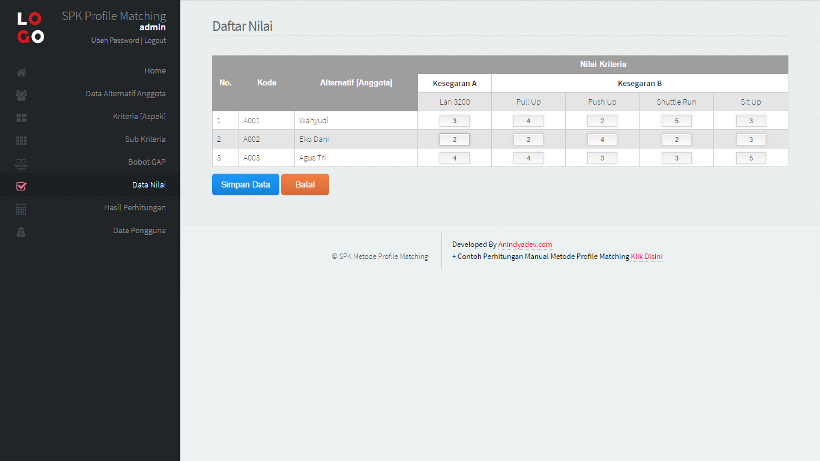 LOGO
SPK Profile Matching
admin
Ubah Password | Logout
Home
Data Alternatif Anggota
Kriteria [Aspek]
Sub Kriteria
Bobot GAP
Data Nilai
Hasil Perhitungan
Data Pengguna
Daftar Nilai
No. Kode Alternatif [Anggota] Nilai Kriteria
Kesegaran A Kesegaran B
Lari 3200 Pull Up Push Up Shuttle Run Sit Up
1 A001 Wahyudi 3 4 2 5 3
2 A002 Eko Dani 2 2 4 2 3
3 A003 Agus Tri 4 4 3 3 5
Simpan Data Batal
© SPK Metode Profile Matching
Developed By Anindyadev.com
+ Contoh Perhitungan Manual Metode Profile Matching Klik Disini